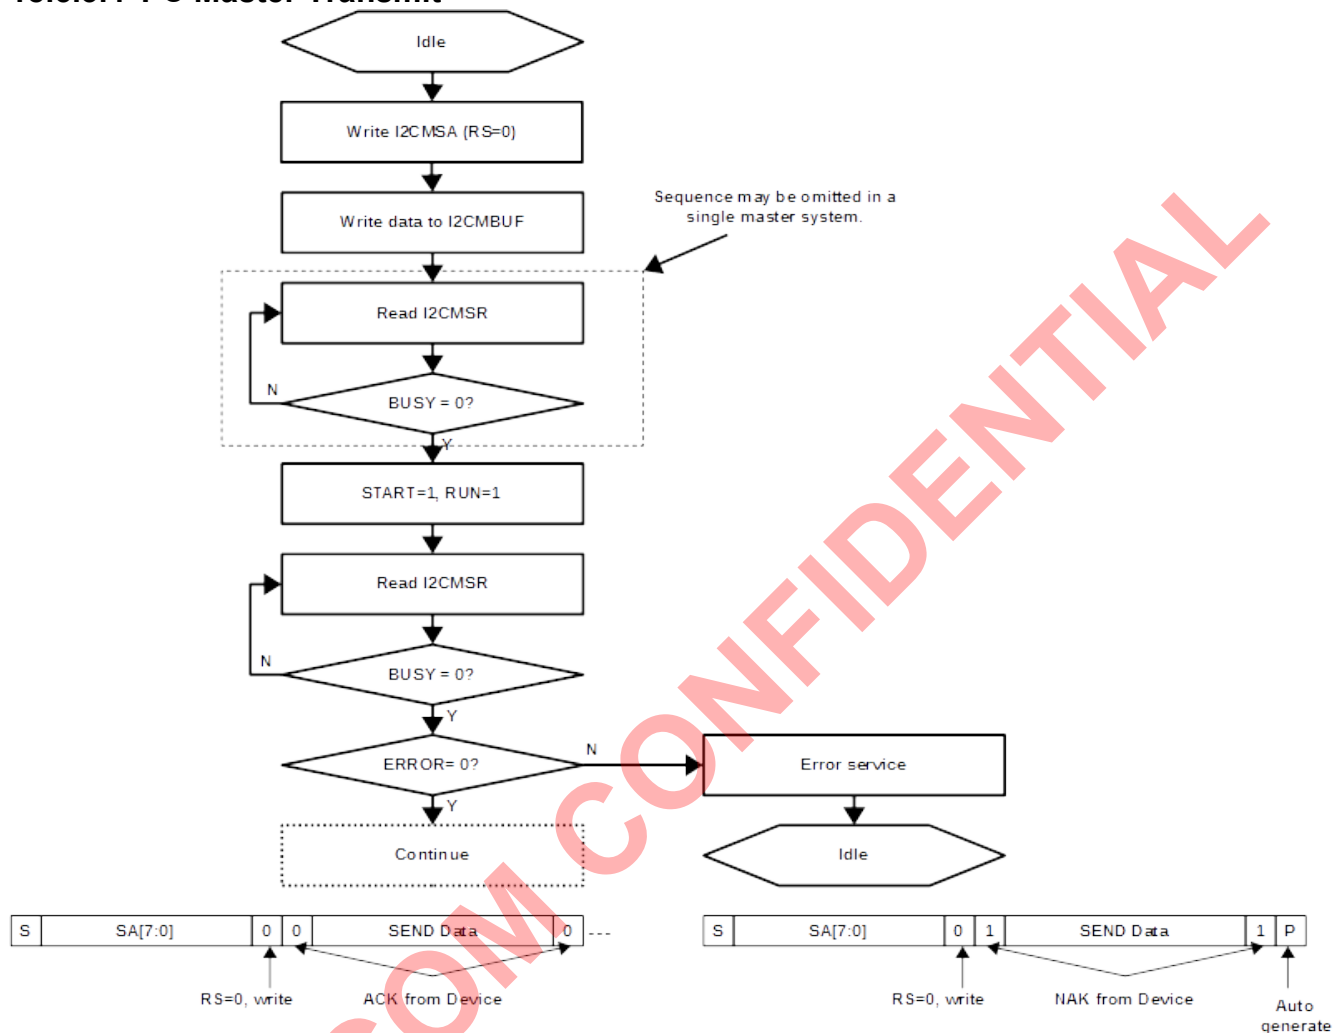 Idle
Write I2CMSA (RS=0)
Write data to I2CMBUF
Sequence may be omitted in a
single master system.
Read I2CMSR
N
BUSY = 0?
Y
START=1, RUN=1
Read I2CMSR
N
BUSY = 0?
Y
ERROR= 0?
N
Error service
Y
Continue
Idle
S SA[7:0] 0 0 SEND Data 0 ---
S SA[7:0] 0 1 SEND Data 1 P
RS=0, write
ACK from Device
RS=0, write
NAK from Device
Auto
generate
OM CONFIDENTIAL